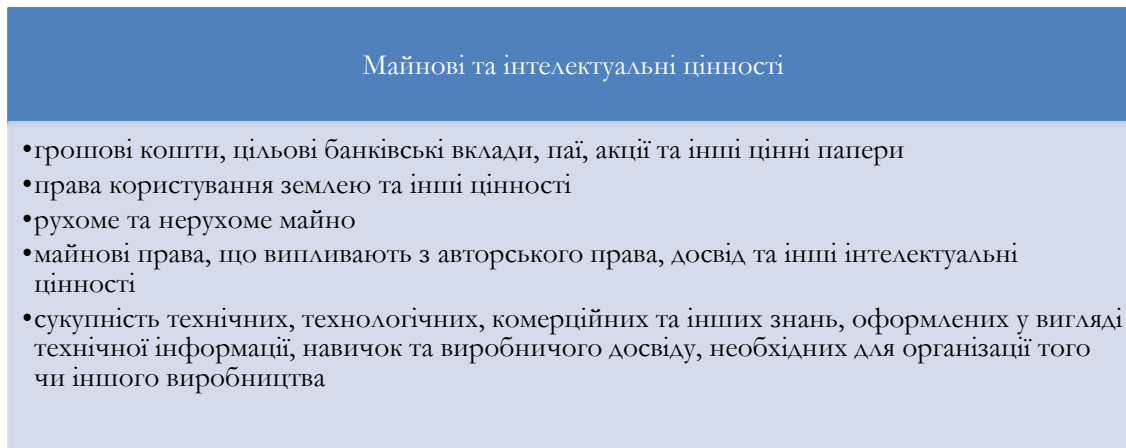 Майнові та інтелектуальні цінності
•грошові кошти, цільові банківські вклади, паї, акції та інші цінні папери
•права користування землею та інші цінності
•рухоме та нерухоме майно
•майнові права, що випливають з авторського права, досвід та інші інтелектуальні
цінності
•сукупність технічних, технологічних, комерційних та інших знань, оформлених у вигляді
технічної інформації, навичок та виробничого досвіду, необхідних для організації того
чи іншого виробництва